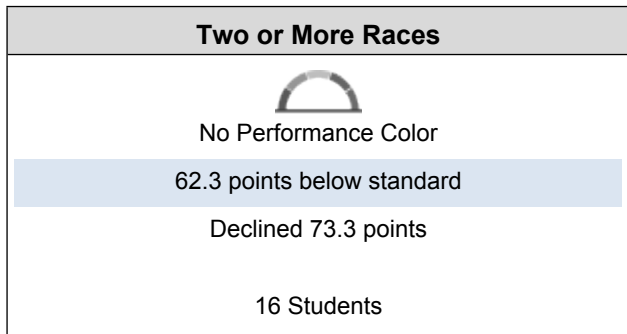 Two or More Races
No Performance Color
62.3 points below standard
Declined 73.3 points
16 Students